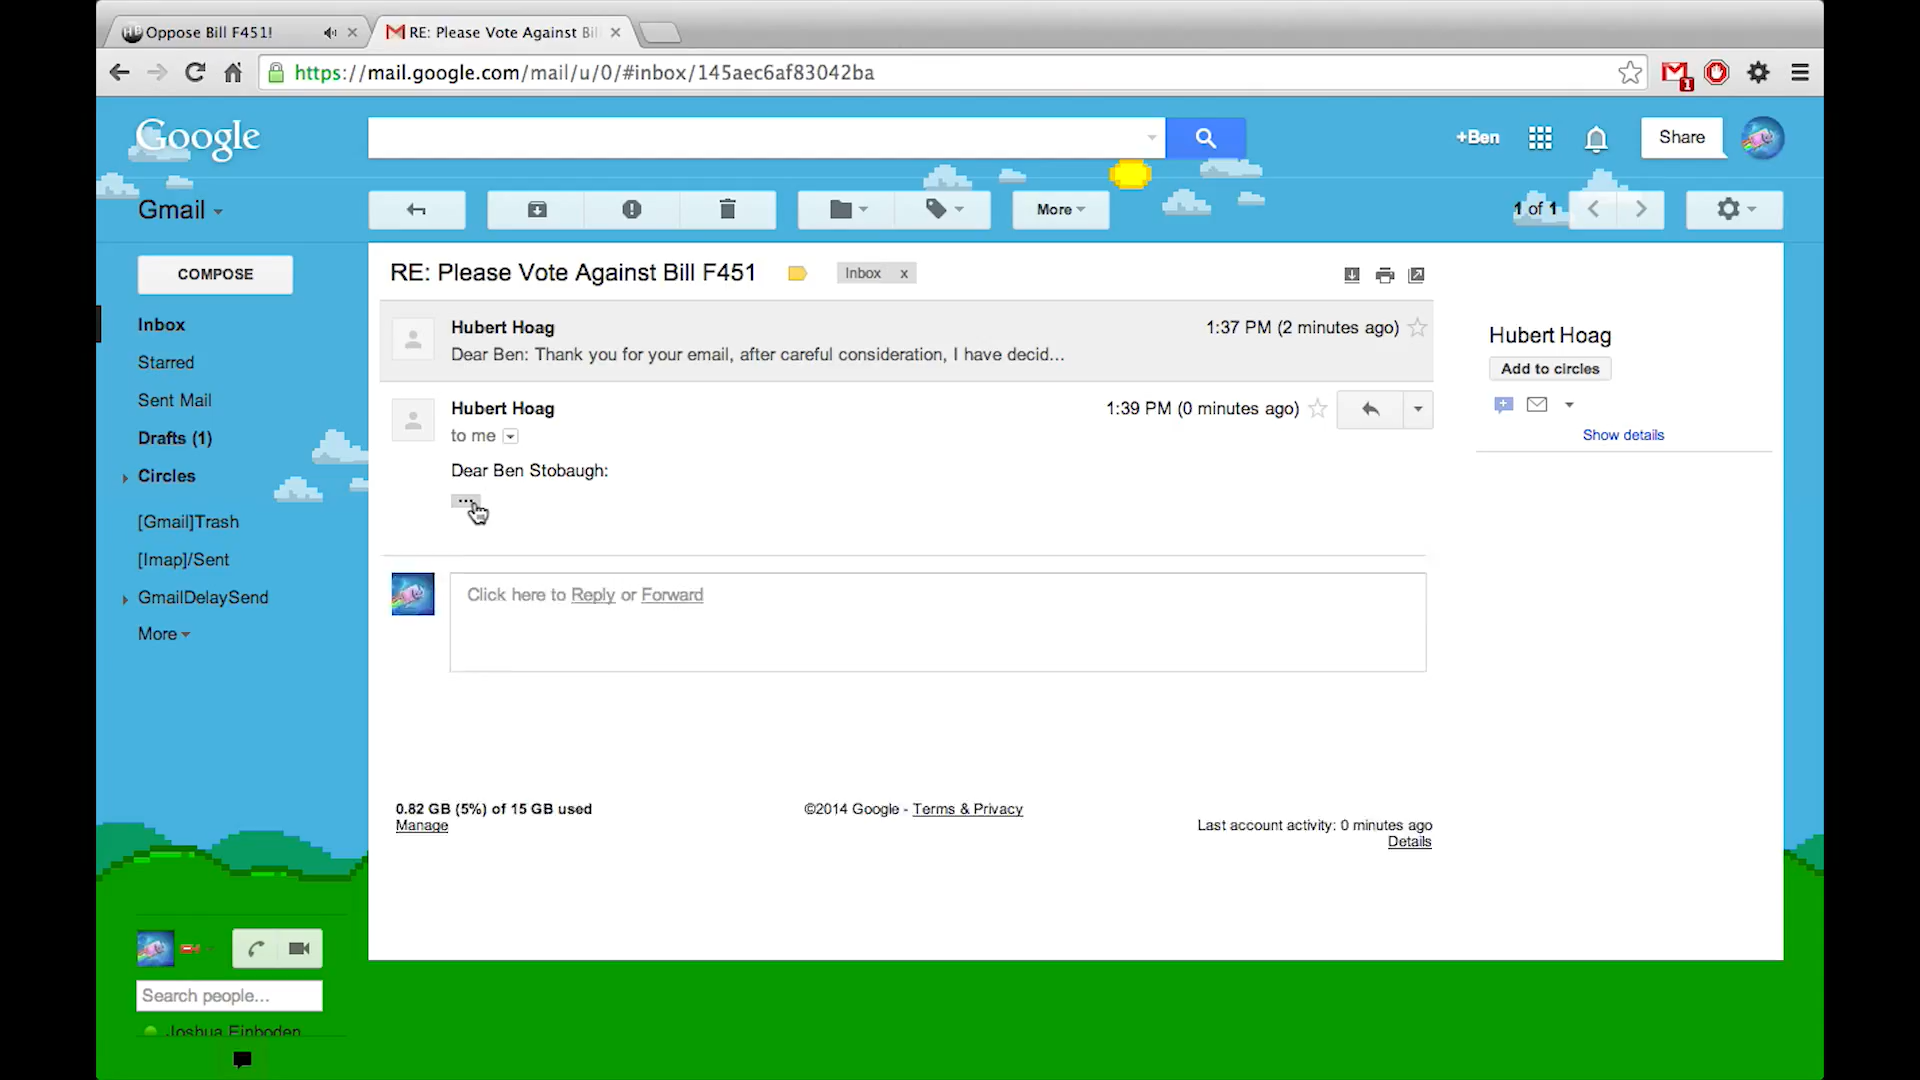 Oppose Bill F451!
RE: Please Vote Against Bil
https://mail.google.com/mail/u/0/#inbox/145aec6af83042ba
1
Google
+Ben
Share
Gmail
More
1 of 1
COMPOSE
RE: Please Vote Against Bill F451
Inbox x
Inbox
Starred
Sent Mail
Drafts (1)
Circles
[Gmail]Trash
[Imap]/Sent
GmailDelaySend
More
Hubert Hoag
1:37 PM (2 minutes ago)
Dear Ben: Thank you for your email, after careful consideration, I have decid...
Hubert Hoag
1:39 PM (0 minutes ago)
to me
Dear Ben Stobaugh:
...
Click here to Reply or Forward
Hubert Hoag
Add to circles
Show details
0.82 GB (5%) of 15 GB used
Manage
©2014 Google - Terms & Privacy
Last account activity: 0 minutes ago
Details
Search people...
Joshua Einboden